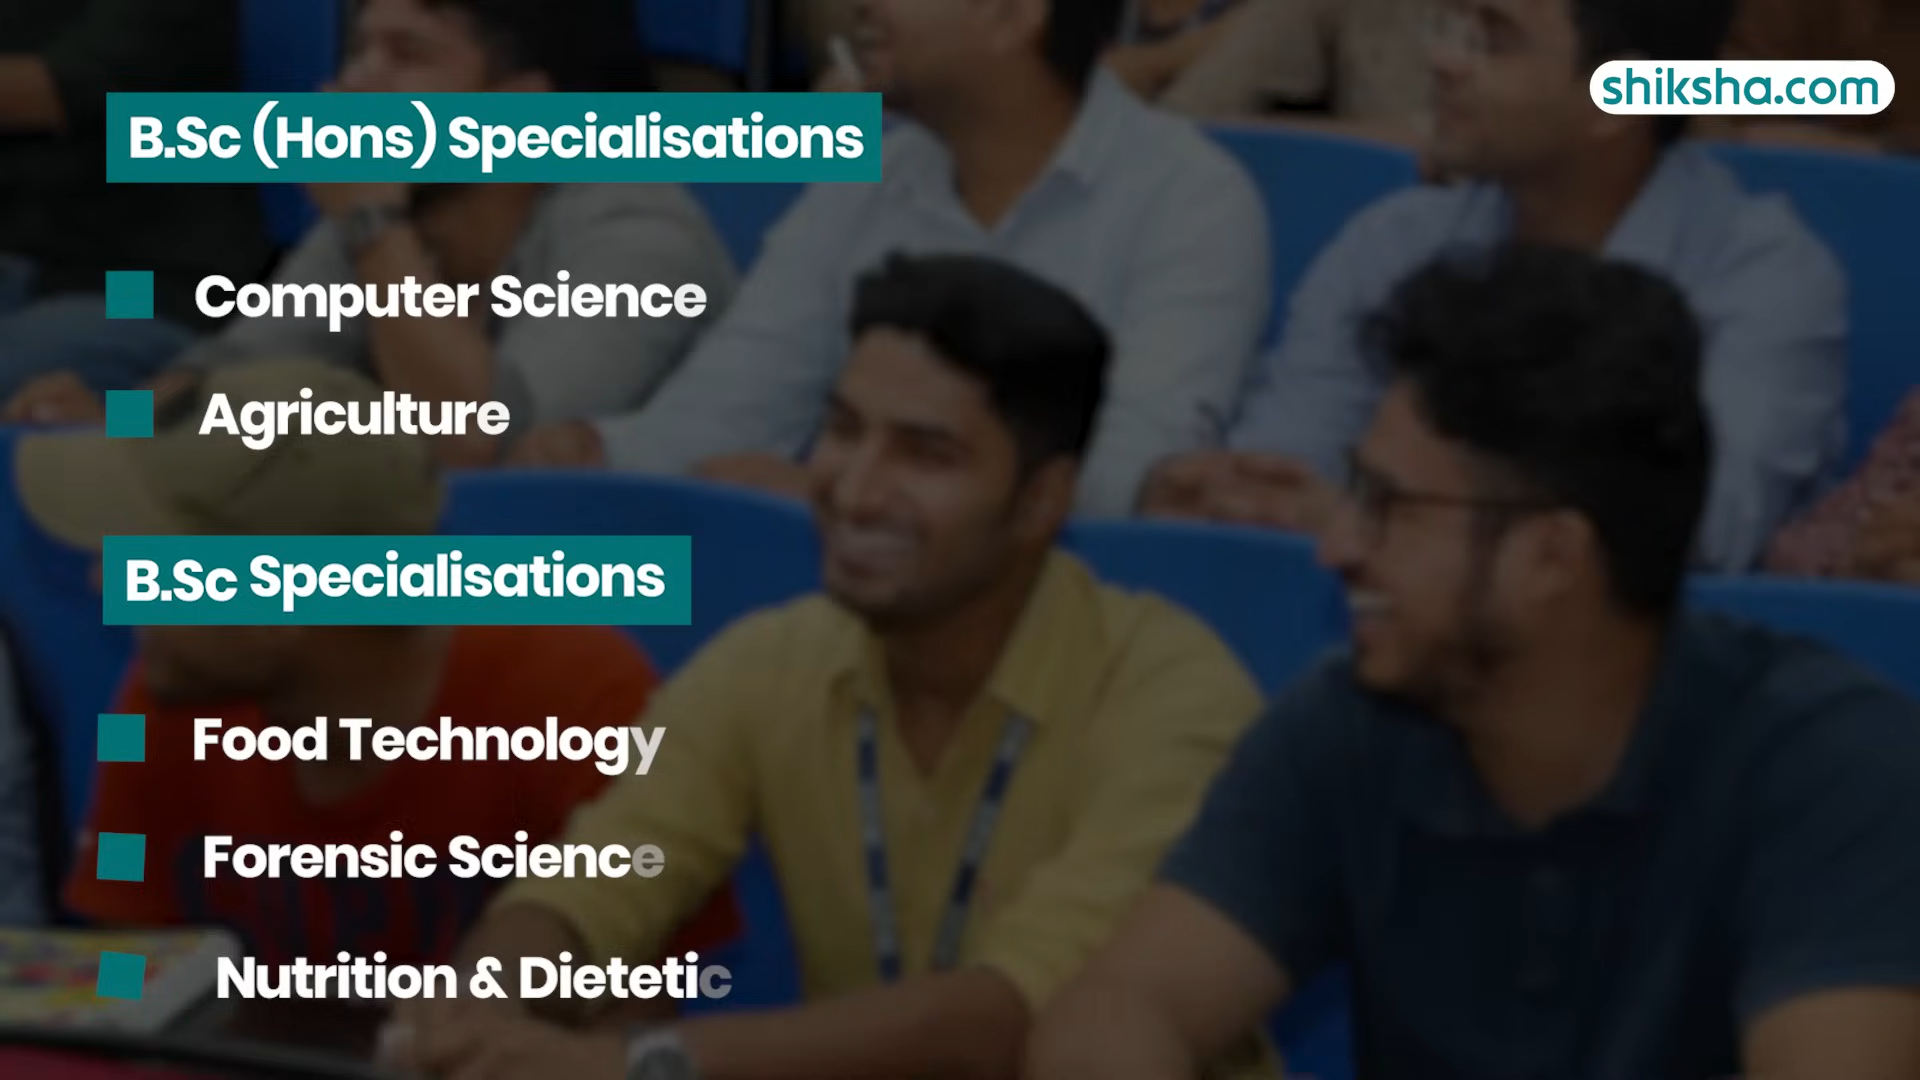 shiksha.com
B.Sc (Hons) Specialisations
Computer Science
Agriculture
B.Sc Specialisations
Food Technology
Forensic Science
Nutrition & Dietetic